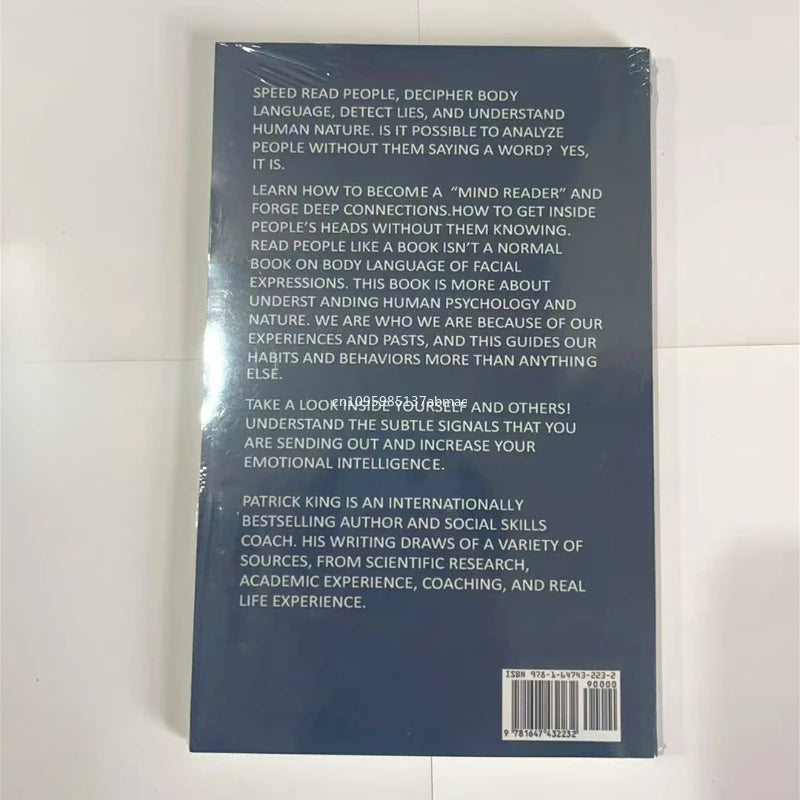 SPEED READ PEOPLE, DECIPHER BODY
LANGUAGE, DETECT LIES, AND UNDERSTAND
HUMAN NATURE. IS IT POSSIBLE TO ANALYZE
PEOPLE WITHOUT THEM SAYING A WORD? YES,
IT IS.
LEARN HOW TO BECOME A "MIND READER" AND
FORGE DEEP CONNECTIONS.HOW TO GET INSIDE
PEOPLE'S HEADS WITHOUT THEM KNOWING.
READ PEOPLE LIKE A BOOK ISN'T A NORMAL
BOOK ON BODY LANGUAGE OF FACIAL
EXPRESSIONS. THIS BOOK IS MORE ABOUT
UNDERST ANDING HUMAN PSYCHOLOGY AND
NATURE. WE ARE WHO WE ARE BECAUSE OF OUR
EXPERIENCES AND PASTS, AND THIS GUIDES OUR
HABITS AND BEHAVIORS MORE THAN ANYTHING
ELSE.
cn1095985137abmae
TAKE A LOOK INSIDE YOURSELF AND OTHERS!
UNDERSTAND THE SUBTLE SIGNALS THAT YOU
ARE SENDING OUT AND INCREASE YOUR
EMOTIONAL INTELLIGENCE.
PATRICK KING IS AN INTERNATIONALLY
BESTSELLING AUTHOR AND SOCIAL SKILLS
COACH. HIS WRITING DRAWS OF A VARIETY OF
SOURCES, FROM SCIENTIFIC RESEARCH,
ACADEMIC EXPERIENCE, COACHING, AND REAL
LIFE EXPERIENCE.
ISBN 978-1-64743-223-2
90000
9 781647 432232